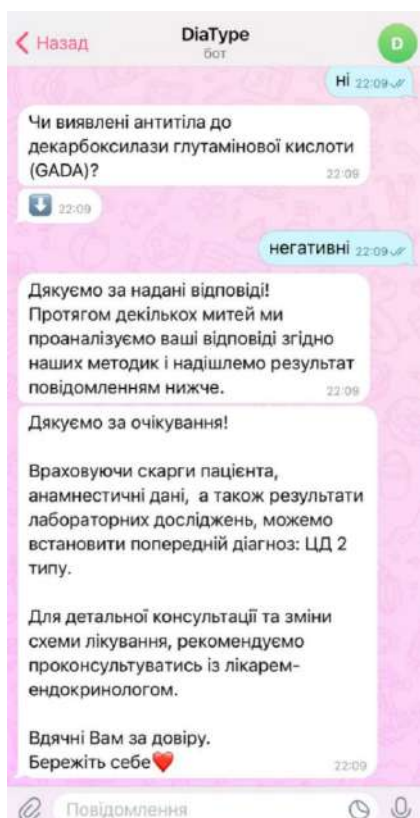 Назад
DiaType
бот
D
ні 22:09
Чи виявлені антитіла до
декарбоксилази глутамінової кислоти
(GADA)?
22:09
22:09
негативні 22:09
Дякуємо за надані відповіді!
Протягом декількох митей ми
проаналізуємо ваші відповіді згідно
наших методик і надішлемо результат
повідомленням нижче.
22:09
Дякуємо за очікування!
Враховуючи скарги пацієнта,
анамнестичні дані, а також результати
лабораторних досліджень, можемо
встановити попередній діагноз: ЦД 2
типу.
Для детальної консультації та зміни
схеми лікування, рекомендуємо
проконсультуватись із лікарем-
ендокринологом.
Вдячні Вам за довіру.
Бережіть себе❤️
22:09
Повідомлення